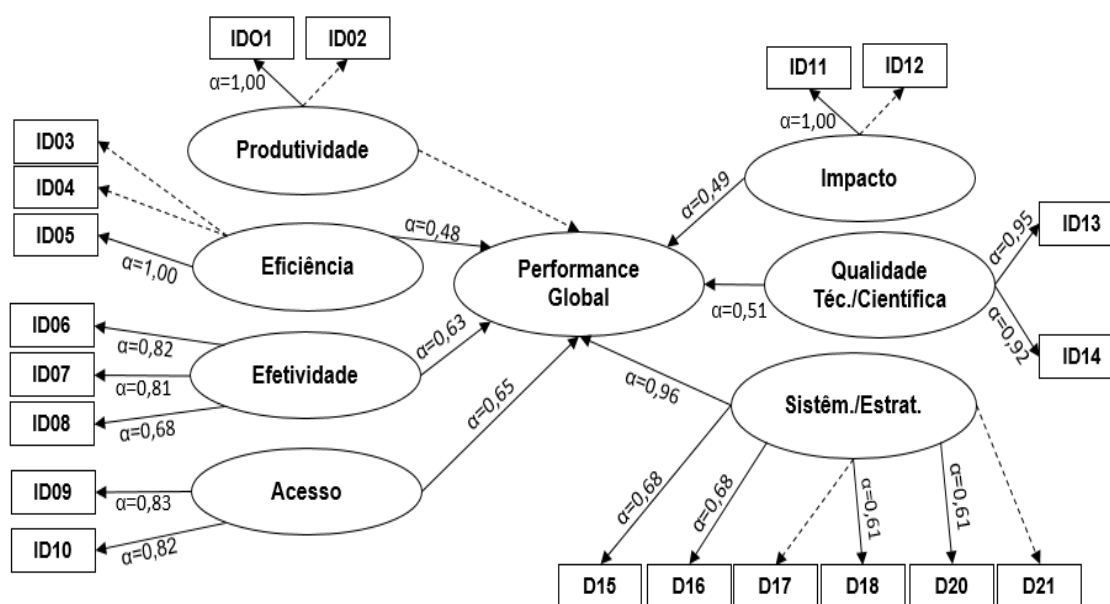 IDO1
ID02
α=1,00
Produtividade
ID03
ID04
ID05
α=1,00
Eficiência
α=0,48
ID06
ID07
ID08
α=0,82
α=0,81
α=0,68
Efetividade
α=0,63
ID09
ID10
α=0,83
α=0,82
Acesso
α=0,65
Performance
Global
ID11
ID12
α=1,00
Impacto
α=0,49
Qualidade
Téc./Científica
α=0,51
α=0,95
α=0,92
ID13
ID14
Sistêm./Estrat.
α=0,96
α=0,68
α=0,68
α=0,61
α=0,61
D15
D16
D17
D18
D20
D21